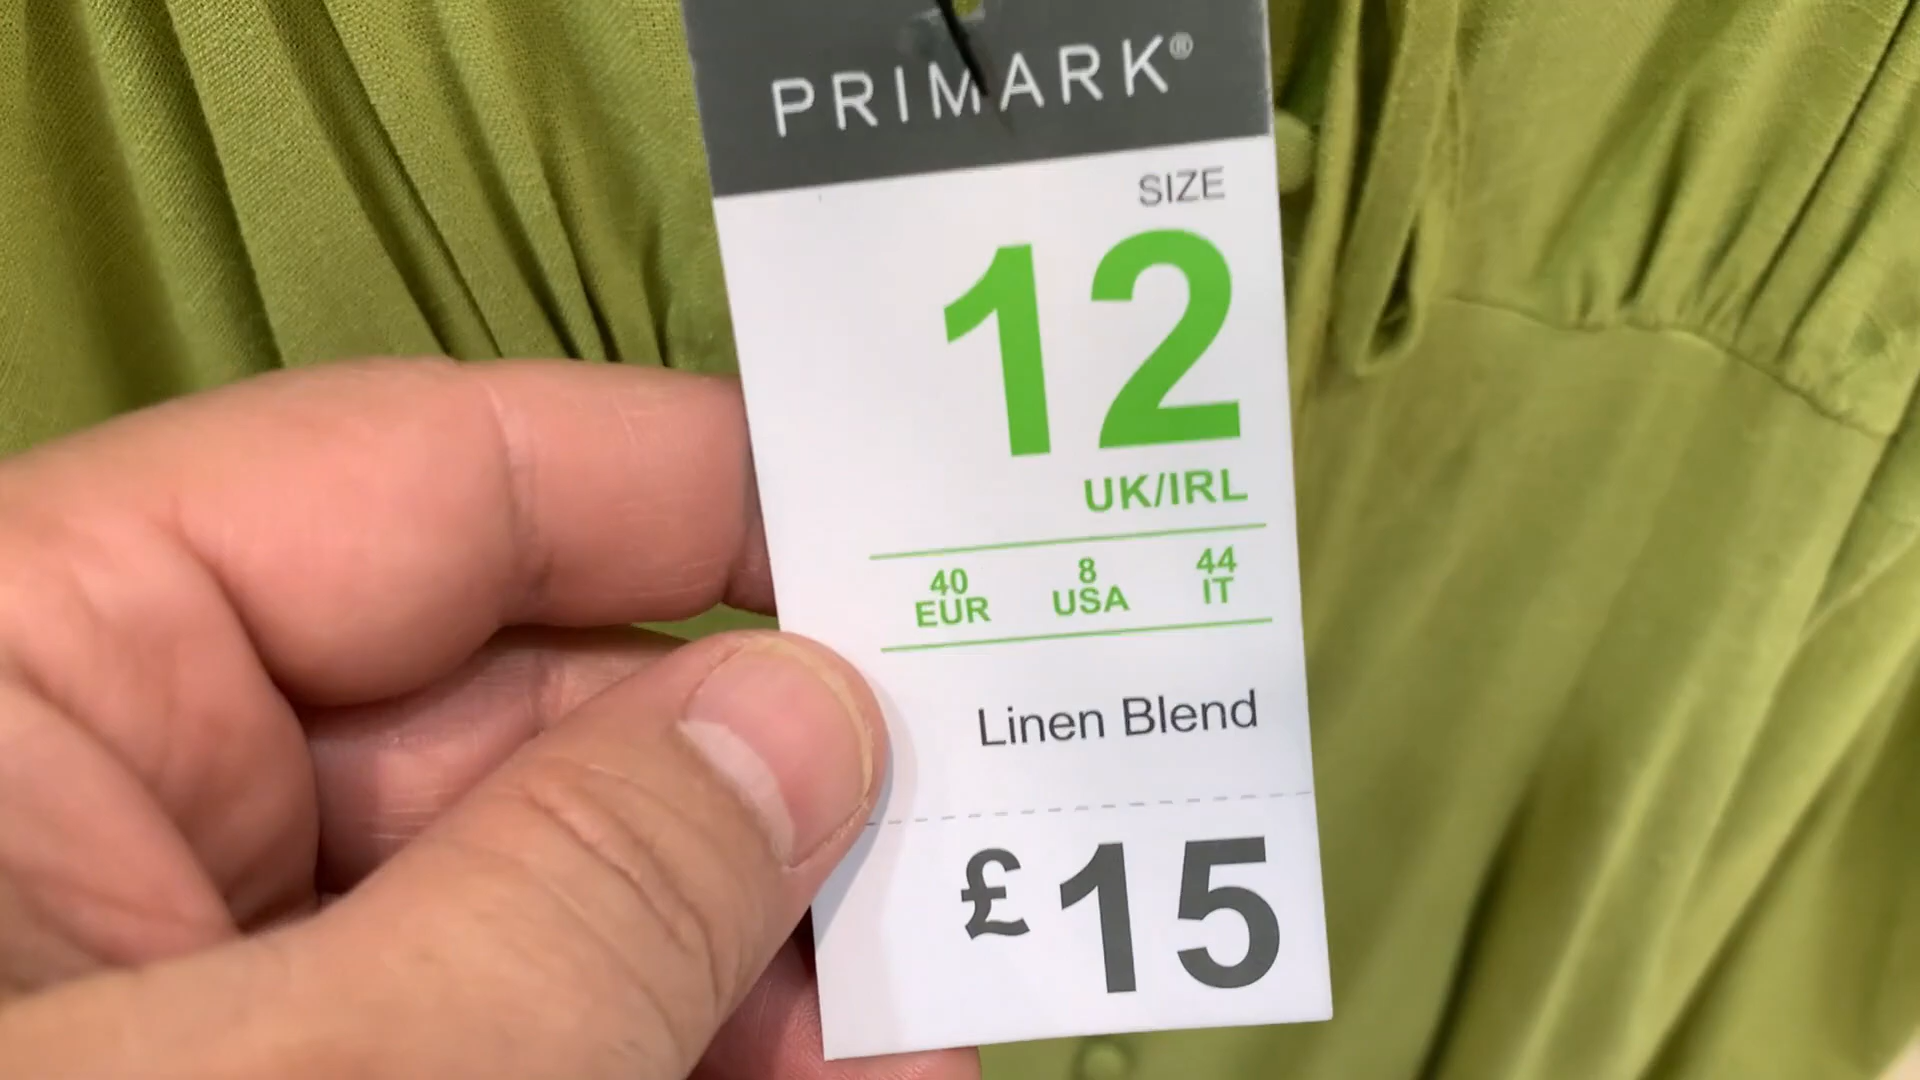 PRIMARK®
SIZE
12
UK/IRL
40 8 44
EUR USA IT
Linen Blend
£15